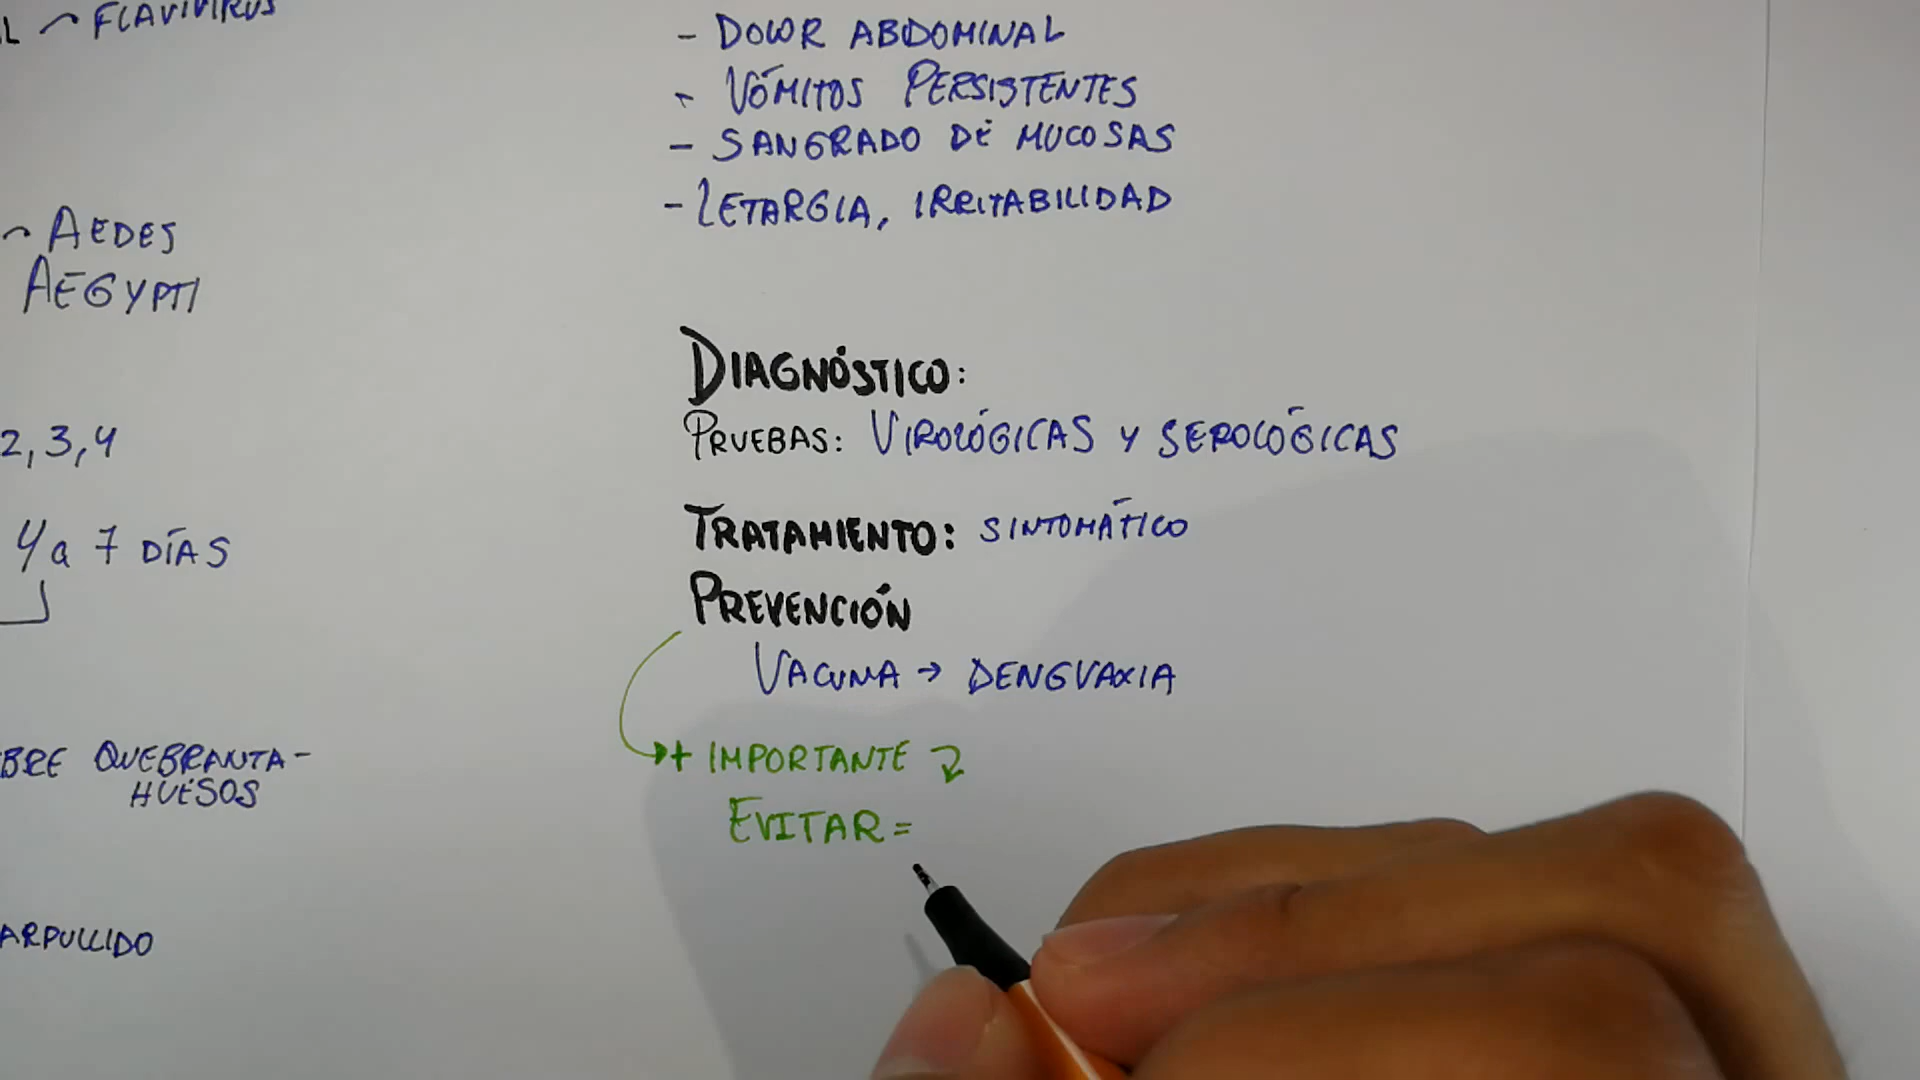 L ~ FLAVIVIRUS
~ AEDES
AEGYPTI
2, 3, 4
4 a 7 DÍAS
BRE QUEBRANTA-
HUESOS
ARPULLIDO
- DOLOR ABDOMINAL
- VÓMITOS PERSISTENTES
- SANGRADO DE MUCOSAS
- LETARGIA, IRRITABILIDAD
DIAGNÓSTICO:
PRUEBAS: VIROLÓGICAS Y SEROLÓGICAS
TRATAMIENTO: SINTOMÁTICO
PREVENCIÓN
VACUNA → DENGVAXIA
+ IMPORTANTE
EVITAR =